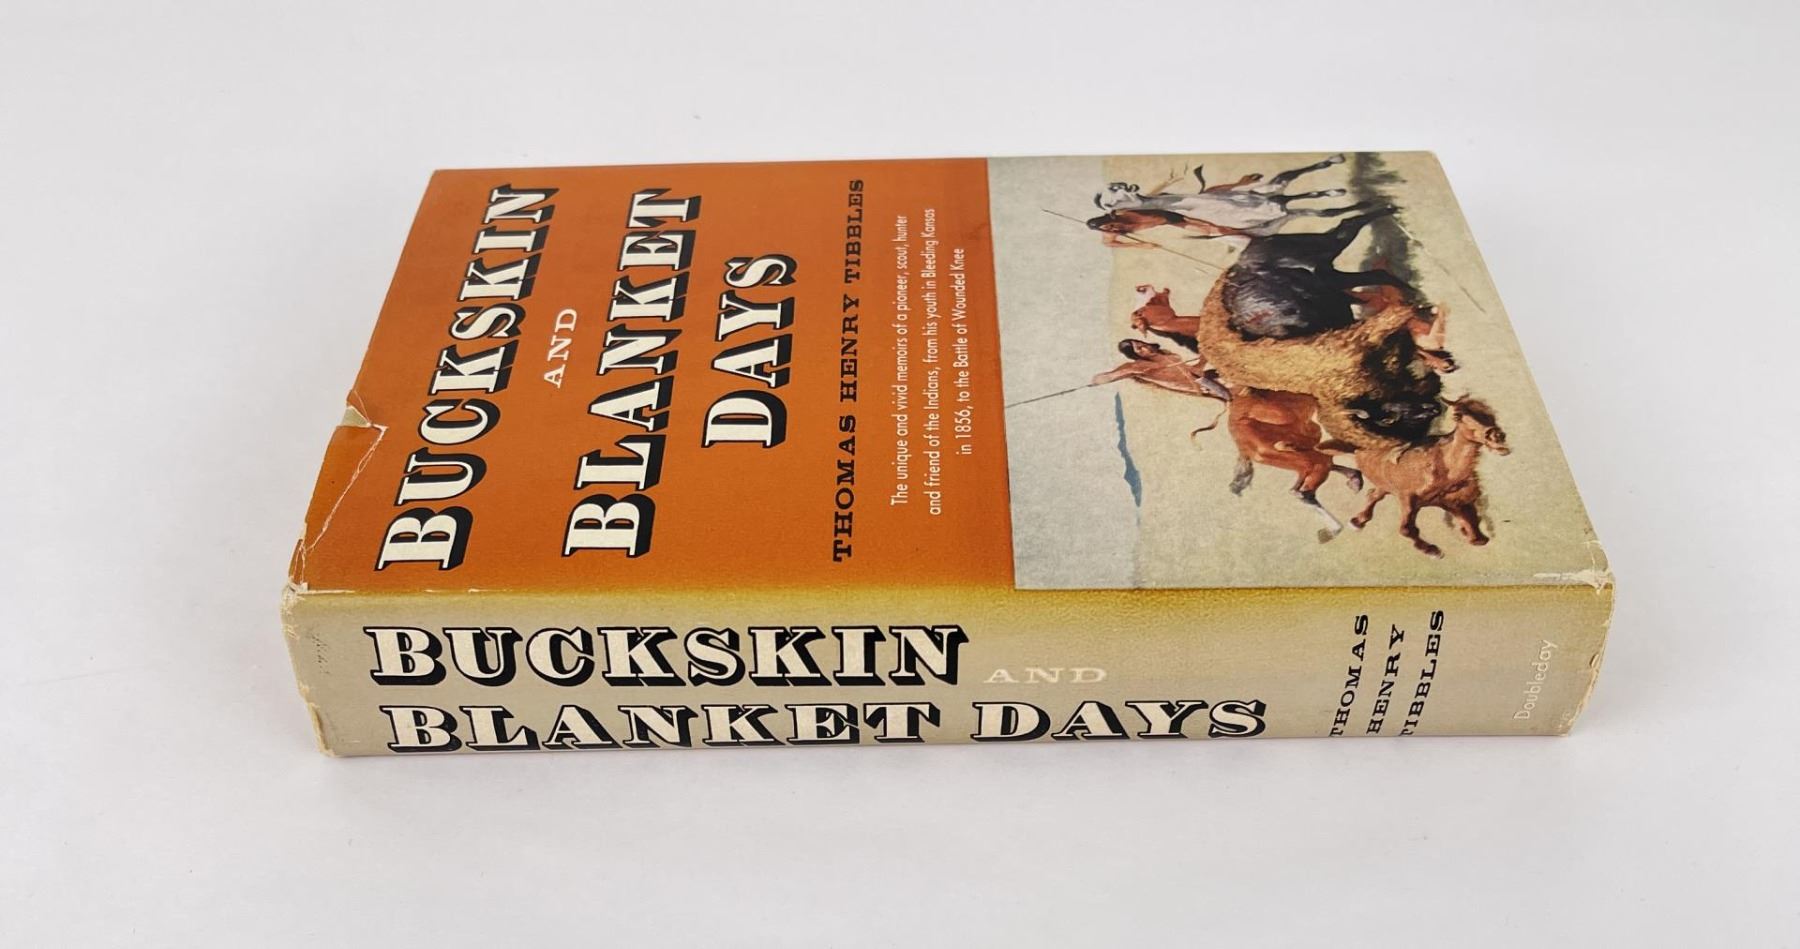 BUCKSKIN
AND
BLANKET
DAYS
THOMAS HENRY TIBBLES
The unique and vivid memoirs of a pioneer, scout, hunter
and friend of the Indians, from his youth in Bleeding Kansas
in 1856, to the Battle of Wounded Knee
BUCKSKIN AND
BLANKET DAYS
THOMAS
HENRY
TIBBLES
Doubleday